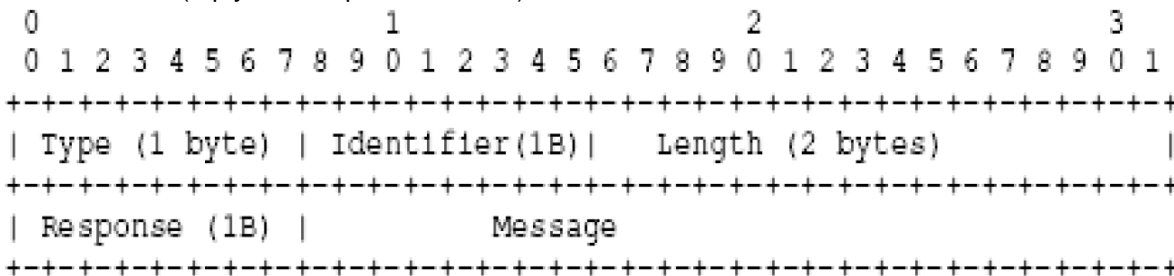 0 1 2 3
0 1 2 3 4 5 6 7 8 9 0 1 2 3 4 5 6 7 8 9 0 1 2 3 4 5 6 7 8 9 0 1
+-+-+-+-+-+-+-+-+-+-+-+-+-+-+-+-+-+-+-+-+-+-+-+-+-+-+-+-+-+-+-+-+
| Type (1 byte) | Identifier(1B)| Length (2 bytes) |
+-+-+-+-+-+-+-+-+-+-+-+-+-+-+-+-+-+-+-+-+-+-+-+-+-+-+-+-+-+-+-+-+
| Response (1B) | Message
+-+-+-+-+-+-+-+-+-+-+-+-+-+-+-+-+-+-+-+-+-+-+-+-+-+-+-+-+-+-+-+-+